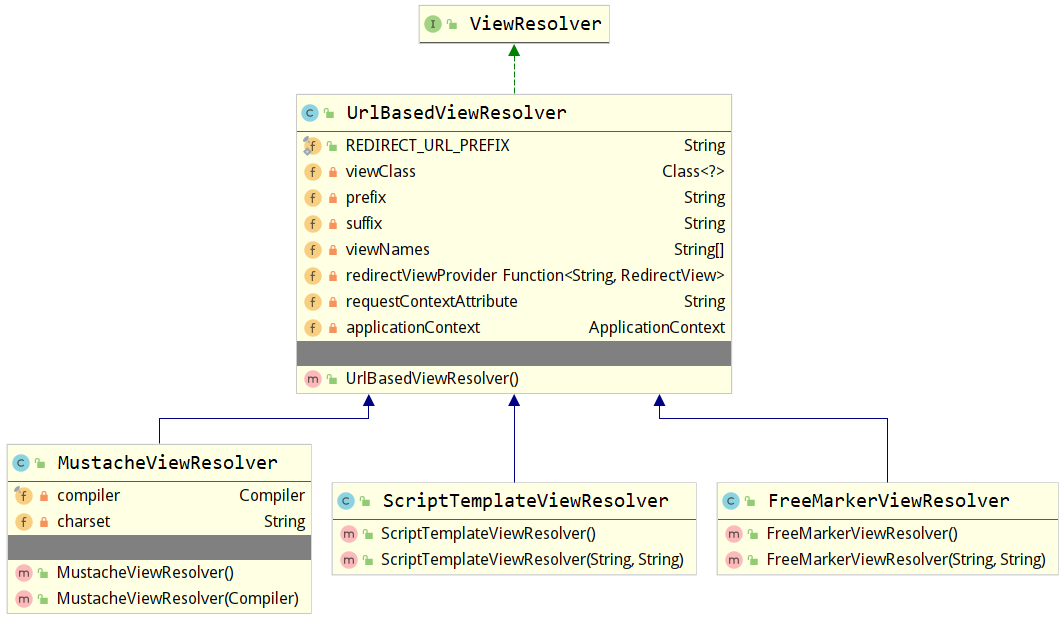 I ViewResolver
C UrlBasedViewResolver
f REDIRECT_URL_PREFIX String
f viewClass Class<?>
f prefix String
f suffix String
f viewNames String[]
f redirectViewProvider Function<String, RedirectView>
f requestContextAttribute String
f applicationContext ApplicationContext
m UrlBasedViewResolver()
C MustacheViewResolver
f compiler Compiler
f charset String
m MustacheViewResolver()
m MustacheViewResolver(Compiler)
C ScriptTemplateViewResolver
m ScriptTemplateViewResolver()
m ScriptTemplateViewResolver(String, String)
C FreeMarkerViewResolver
m FreeMarkerViewResolver()
m FreeMarkerViewResolver(String, String)